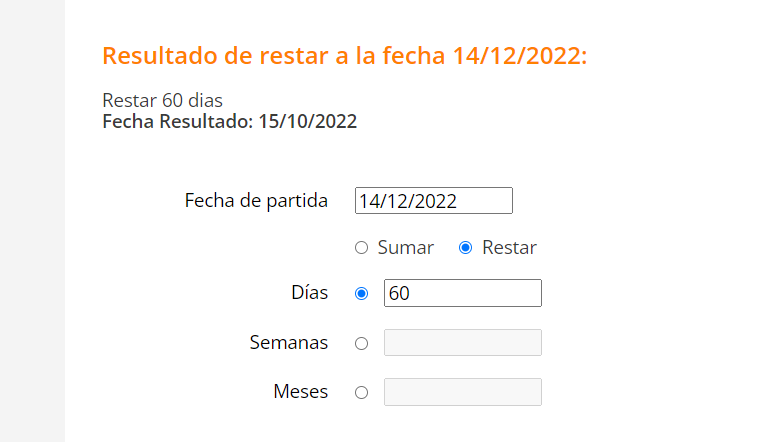 Resultado de restar a la fecha 14/12/2022:
Restar 60 dias
Fecha Resultado: 15/10/2022
Fecha de partida 14/12/2022
Sumar Restar
Días 60
Semanas
Meses